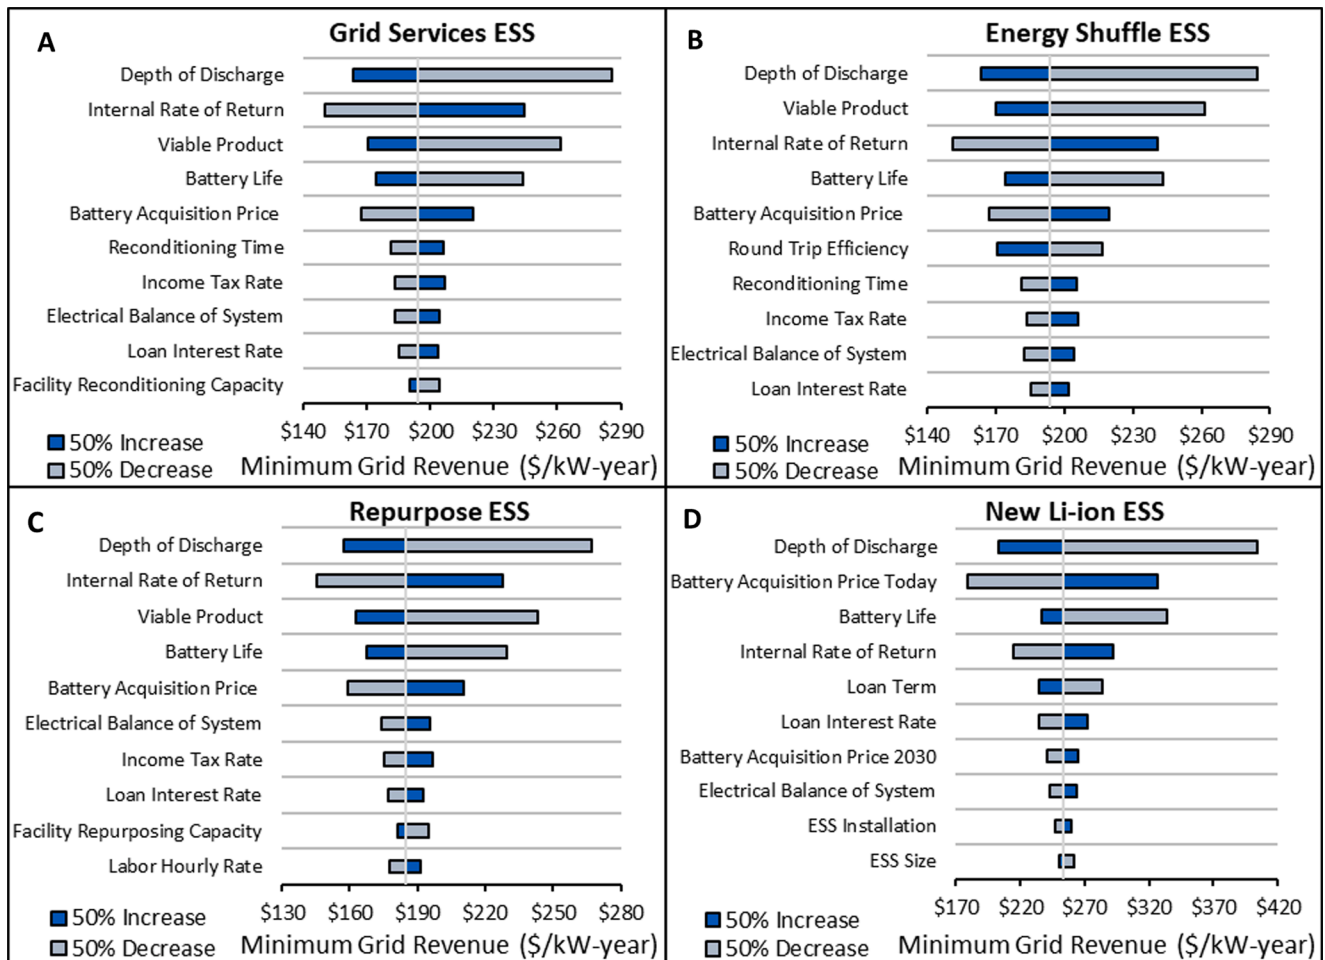 A
Grid Services ESS
Depth of Discharge
Internal Rate of Return
Viable Product
Battery Life
Battery Acquisition Price
Reconditioning Time
Income Tax Rate
Electrical Balance of System
Loan Interest Rate
Facility Reconditioning Capacity
$140 $170 $200 $230 $260 $290
50% Increase
50% Decrease
Minimum Grid Revenue ($/kW-year)
B
Energy Shuffle ESS
Depth of Discharge
Viable Product
Internal Rate of Return
Battery Life
Battery Acquisition Price
Round Trip Efficiency
Reconditioning Time
Income Tax Rate
Electrical Balance of System
Loan Interest Rate
$140 $170 $200 $230 $260 $290
50% Increase
50% Decrease
Minimum Grid Revenue ($/kW-year)
C
Repurpose ESS
Depth of Discharge
Internal Rate of Return
Viable Product
Battery Life
Battery Acquisition Price
Electrical Balance of System
Income Tax Rate
Loan Interest Rate
Facility Repurposing Capacity
Labor Hourly Rate
$130 $160 $190 $220 $250 $280
50% Increase
50% Decrease
Minimum Grid Revenue ($/kW-year)
D
New Li-ion ESS
Depth of Discharge
Battery Acquisition Price Today
Battery Life
Internal Rate of Return
Loan Term
Loan Interest Rate
Battery Acquisition Price 2030
Electrical Balance of System
ESS Installation
ESS Size
$170 $220 $270 $320 $370 $420
50% Increase
50% Decrease
Minimum Grid Revenue ($/kW-year)